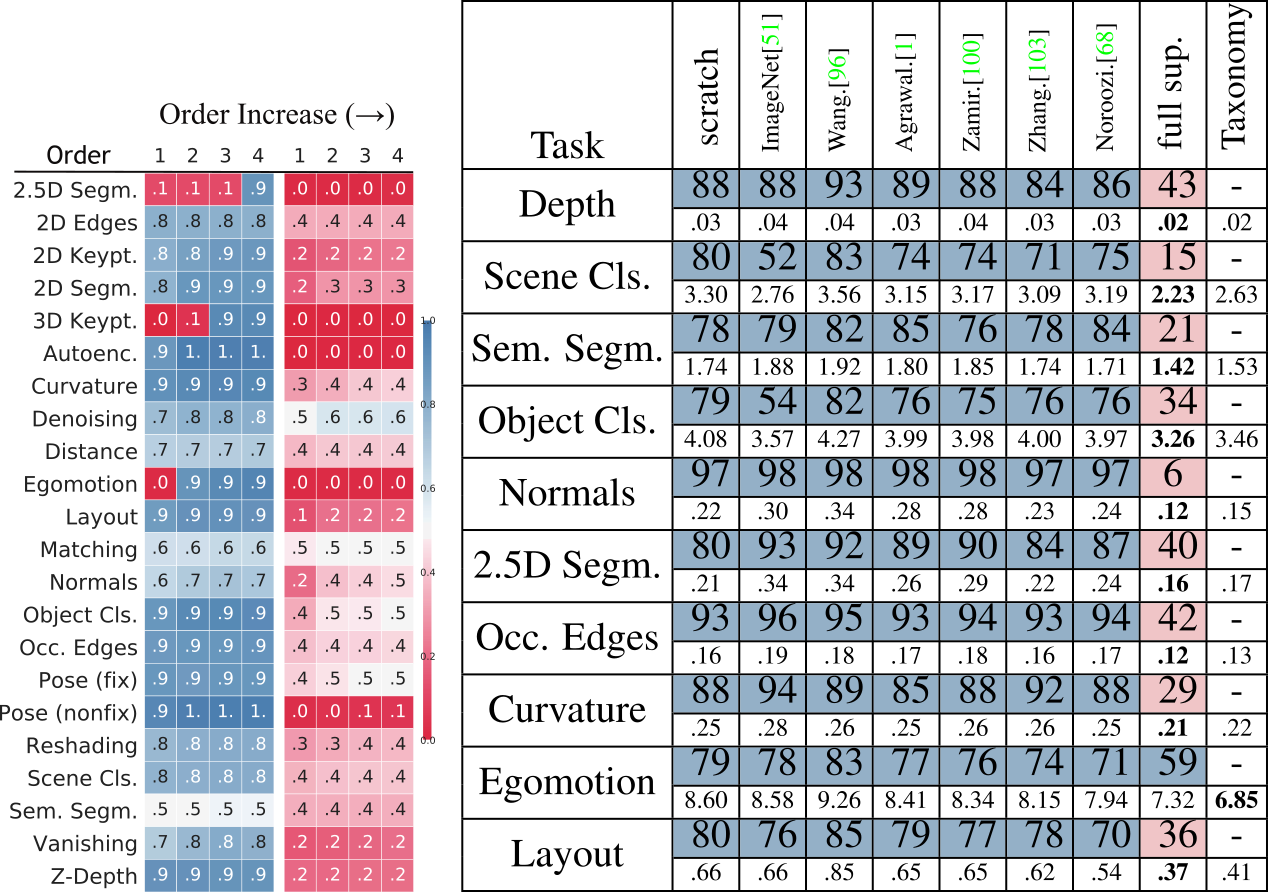 Order Increase (→)
Order 1 2 3 4 1 2 3 4
2.5D Segm. .1 .1 .1 .9 .0 .0 .0 .0
2D Edges .8 .8 .8 .8 .4 .4 .4 .4
2D Keypt. .8 .8 .9 .9 .2 .2 .2 .2
2D Segm. .8 .9 .9 .9 .2 .3 .3 .3
3D Keypt. .0 .1 .9 .9 .0 .0 .0 .0
Autoenc. .9 1. 1. 1. .0 .0 .0 .0
Curvature .9 .9 .9 .9 .3 .4 .4 .4
Denoising .7 .8 .8 .8 .5 .6 .6 .6
Distance .7 .7 .7 .7 .4 .4 .4 .4
Egomotion .0 .9 .9 .9 .0 .0 .0 .0
Layout .9 .9 .9 .9 .1 .2 .2 .2
Matching .6 .6 .6 .6 .5 .5 .5 .5
Normals .6 .7 .7 .7 .2 .4 .4 .5
Object Cls. .9 .9 .9 .9 .4 .5 .5 .5
Occ. Edges .9 .9 .9 .9 .4 .4 .4 .4
Pose (fix) .9 .9 .9 .9 .4 .5 .5 .5
Pose (nonfix) .9 1. 1. 1. .0 .0 .1 .1
Reshading .8 .8 .8 .8 .3 .3 .4 .4
Scene Cls. .8 .8 .8 .8 .4 .4 .4 .4
Sem. Segm. .5 .5 .5 .5 .4 .4 .4 .4
Vanishing .7 .8 .8 .8 .2 .2 .2 .2
Z-Depth .9 .9 .9 .9 .2 .2 .2 .2
1.0
0.8
0.6
0.4
0.2
0.0
Task scratch ImageNet[51] Wang.[96] Agrawal.[1] Zamir.[100] Zhang.[103] Noroozi.[68] full sup. Taxonomy
Depth 88 88 93 89 88 84 86 43 -
.03 .04 .04 .03 .04 .03 .03 .02 .02
Scene Cls. 80 52 83 74 74 71 75 15 -
3.30 2.76 3.56 3.15 3.17 3.09 3.19 2.23 2.63
Sem. Segm. 78 79 82 85 76 78 84 21 -
1.74 1.88 1.92 1.80 1.85 1.74 1.71 1.42 1.53
Object Cls. 79 54 82 76 75 76 76 34 -
4.08 3.57 4.27 3.99 3.98 4.00 3.97 3.26 3.46
Normals 97 98 98 98 98 97 97 6 -
.22 .30 .34 .28 .28 .23 .24 .12 .15
2.5D Segm. 80 93 92 89 90 84 87 40 -
.21 .34 .34 .26 .29 .22 .24 .16 .17
Occ. Edges 93 96 95 93 94 93 94 42 -
.16 .19 .18 .17 .18 .16 .17 .12 .13
Curvature 88 94 89 85 88 92 88 29 -
.25 .28 .26 .25 .26 .26 .25 .21 .22
Egomotion 79 78 83 77 76 74 71 59 -
8.60 8.58 9.26 8.41 8.34 8.15 7.94 7.32 6.85
Layout 80 76 85 79 77 78 70 36 -
.66 .66 .85 .65 .65 .62 .54 .37 .41